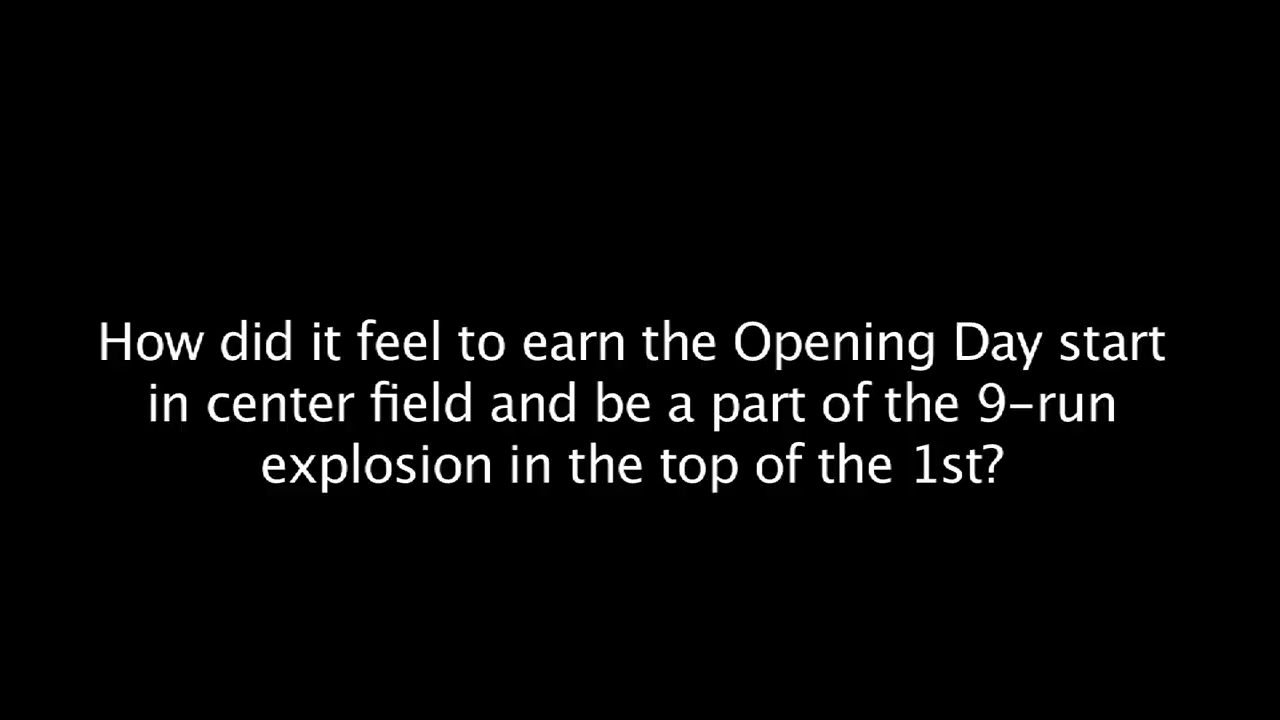 How did it feel to earn the Opening Day start
in center field and be a part of the 9-run
explosion in the top of the 1st?